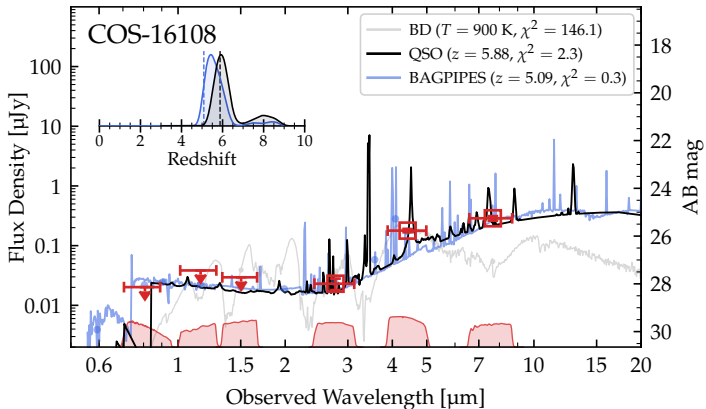 COS-16108
BD (T = 900 K, χ² = 146.1)
QSO (z = 5.88, χ² = 2.3)
BAGPIPES (z = 5.09, χ² = 0.3)
100
10
1
0.1
0.01
Flux Density [μJy]
18
20
22
24
26
28
30
AB mag
0 2 4 6 8 10
Redshift
0.6 1 1.5 2 3 4 5 10 15 20
Observed Wavelength [μm]